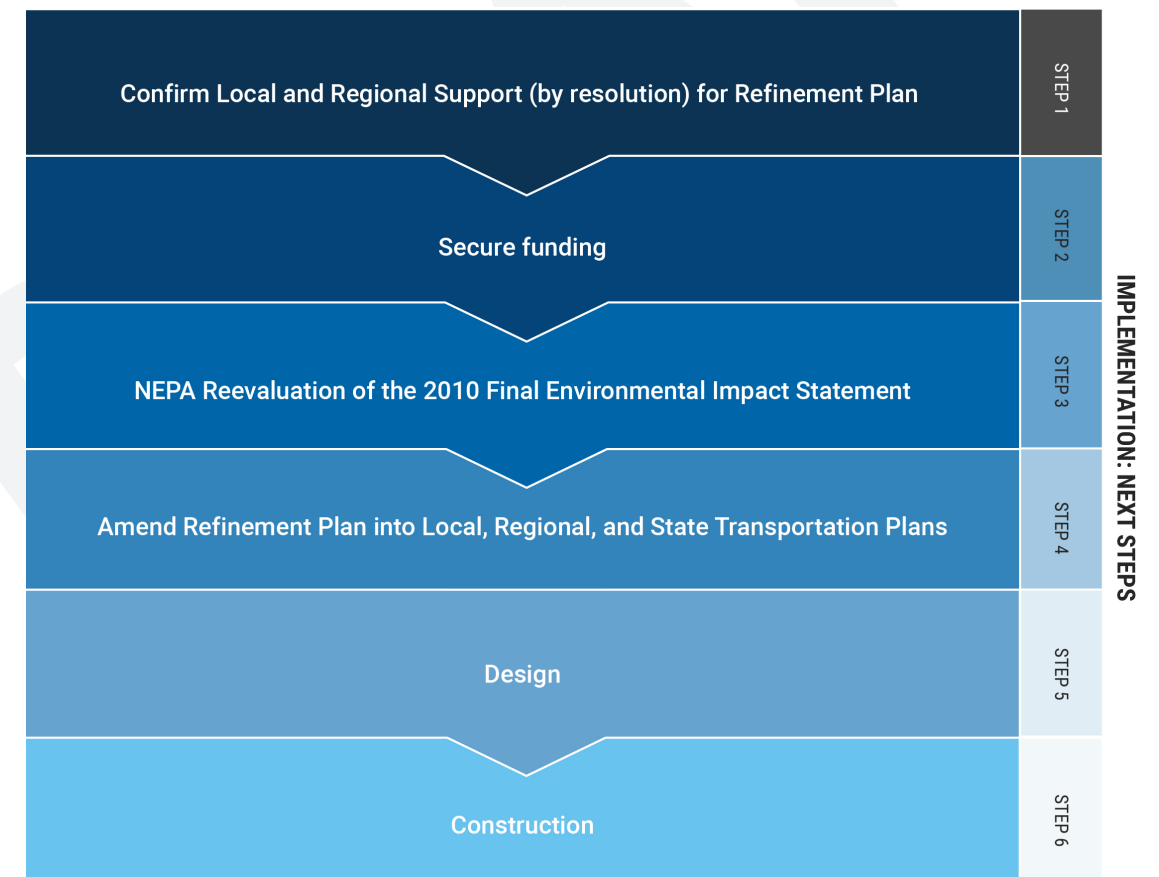 Confirm Local and Regional Support (by resolution) for Refinement Plan
STEP 1
Secure funding
STEP 2
NEPA Reevaluation of the 2010 Final Environmental Impact Statement
STEP 3
Amend Refinement Plan into Local, Regional, and State Transportation Plans
STEP 4
Design
STEP 5
Construction
STEP 6
IMPLEMENTATION: NEXT STEPS